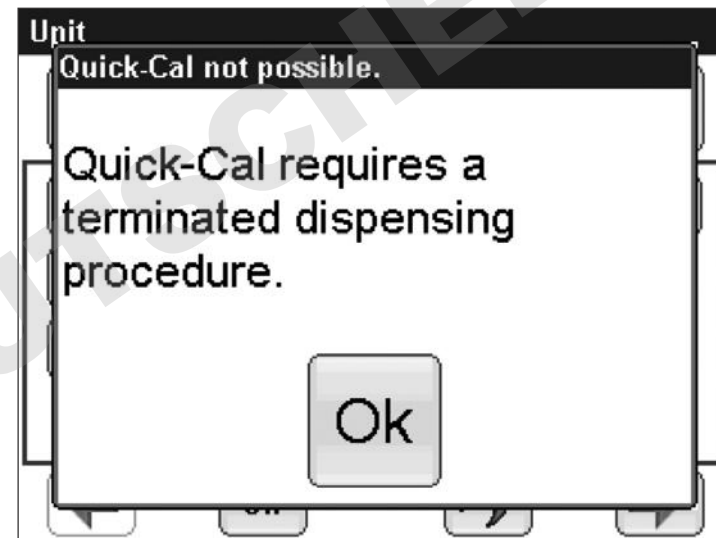 Unit
Quick-Cal not possible.
Quick-Cal requires a
terminated dispensing
procedure.
Ok